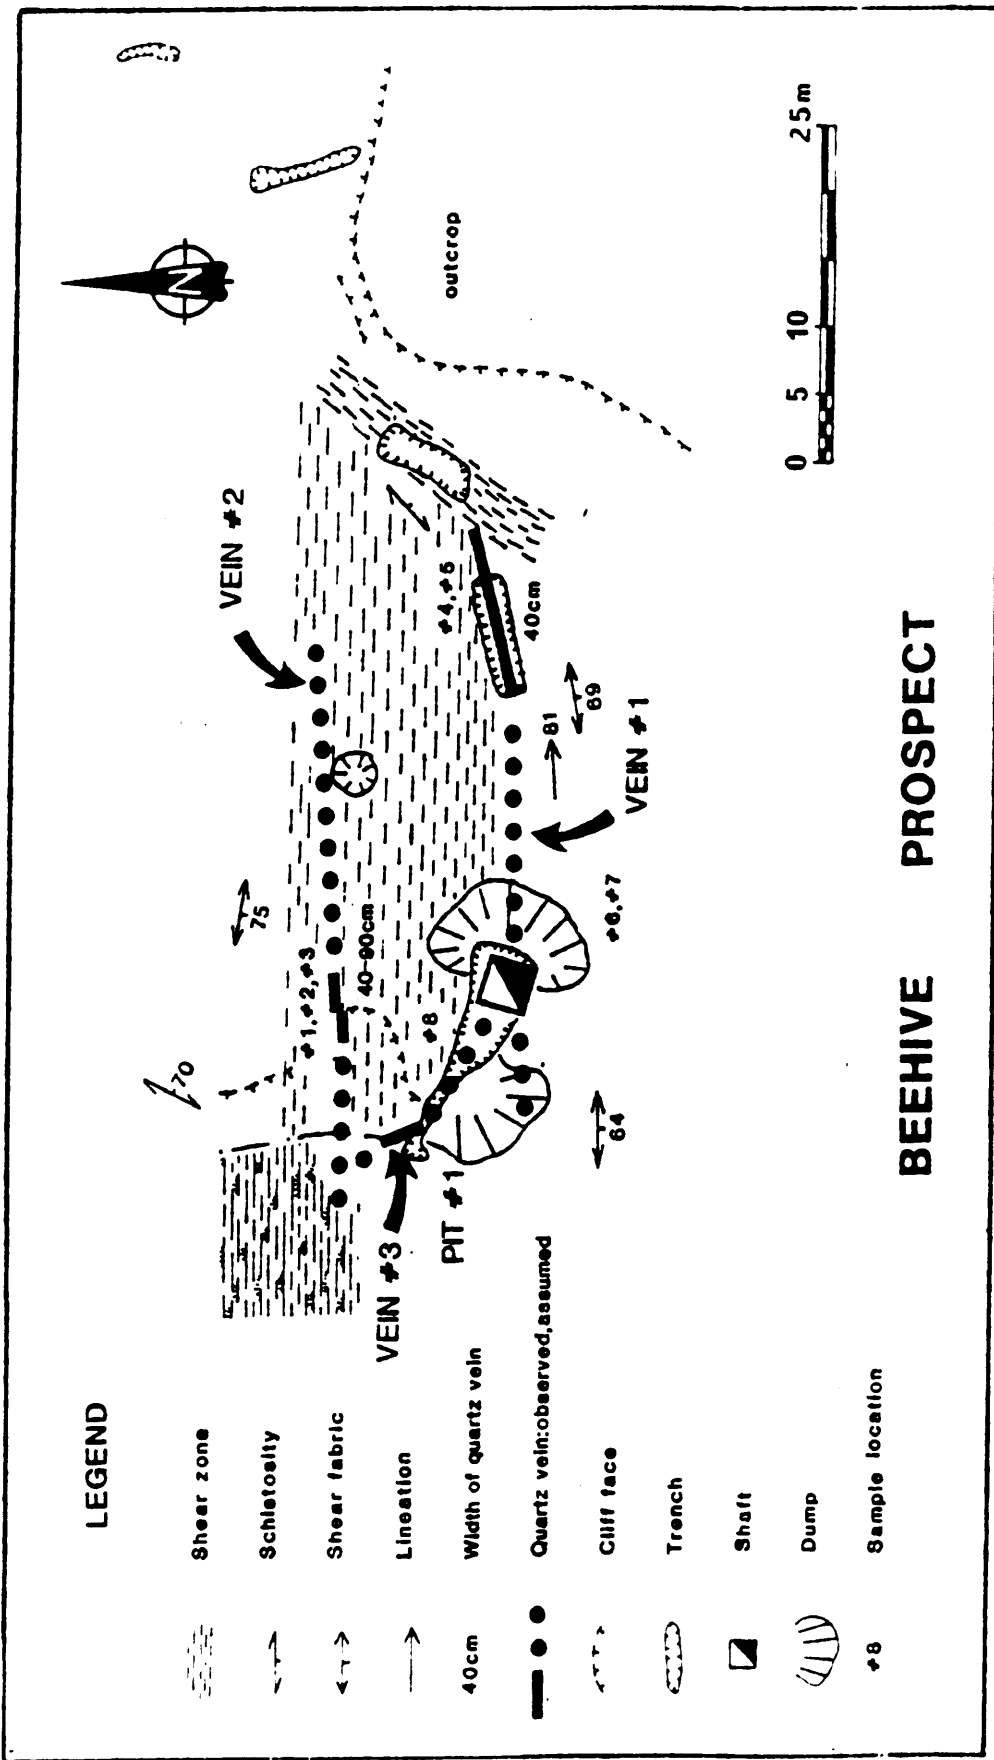 LEGEND
Shear zone
Schistosity
Shear fabric
Lineation
40cm Width of quartz vein
Quartz vein:observed,assumed
Cliff face
Trench
Shaft
Dump
#8 Sample location
VEIN #3
PIT #1
70
#1,#2,#3
75
40-90cm
#8
64
#6,#7
VEIN #2
VEIN #1
81
69
#4,#5
40cm
N
outcrop
0 5 10 25m
BEEHIVE PROSPECT